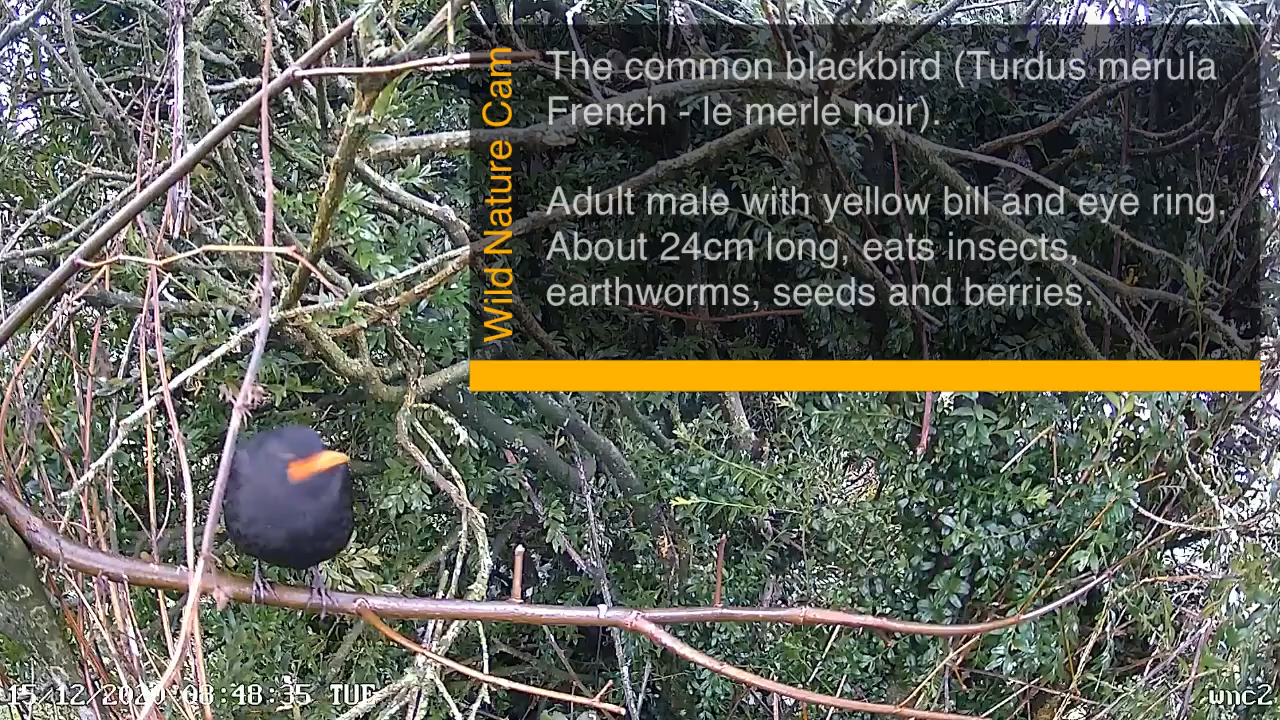 Wild Nature Cam
The common blackbird (Turdus merula
French - le merle noir).
Adult male with yellow bill and eye ring.
About 24cm long, eats insects,
earthworms, seeds and berries.
15/12/2020 08:48:35 TUE
wnc2